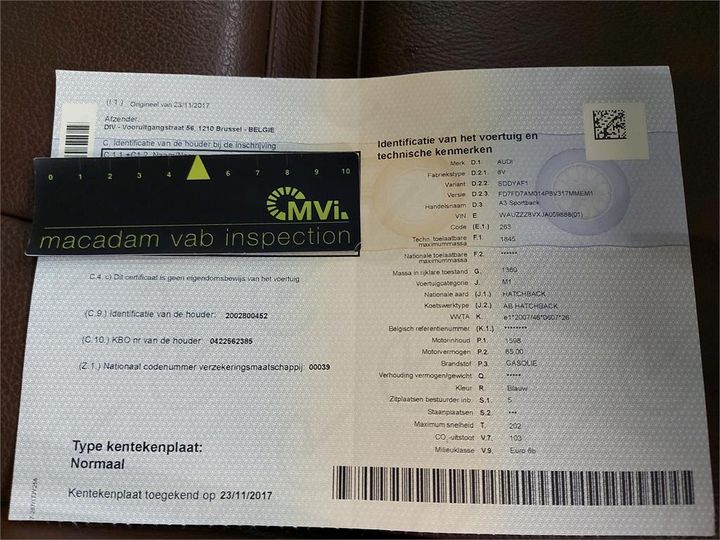 (I.1.) Origineel van 23/11/2017
Afzender:
DIV - Vooruitgangstraat 56, 1210 Brussel - BELGIE
C. Identificatie van de houder bij de inschrijving
0 1 2 3 4 5 6 7 8 9 10
MVi
macadam vab inspection
C.4. c) Dit certificaat is geen eigendomsbewijs van het voertuig
(C.9.) Identificatie van de houder: 2002800452
(C.10.) KBO nr van de houder: 0422562385
(Z.1.) Nationaal codenummer verzekeringsmaatschappij: 00039
Type kentekenplaat:
Normaal
Kentekenplaat toegekend op 23/11/2017
Identificatie van het voertuig en
technische kenmerken
Merk D.1. AUDI
Fabriekstype D.2.1 8V
Variant D.2.2. SDDYAF1
Versie D.2.3. FD7FD7AM014P8V317MMEM1
Handelsnaam D.3. A3 Sportback
VIN E WAUZZZ8VXJA059888(01)
Code (E.1.) 263
Techn. toelaatbare
maximummassa F.1. 1845
Nationale toelaatbare
maximummassa F.2. ******
Massa in rijklare toestand G. 1360
Voertuigcategorie J. M1
Nationale aard (J.1.) HATCHBACK
Koetswerktype (J.2.) AB HATCHBACK
WVTA K. e1*2007/46*0607*26
Belgisch referentienummer (K.1.) ********
Motorinhoud P.1. 1598
Motorvermogen P.2. 85,00
Brandstof P.3. GASOLIE
Verhouding vermogen/gewicht Q. *****
Kleur R. Blauw
Zitplaatsen bestuurder inb. S.1. 5
Staanplaatsen S.2. ***
Maximum snelheid T. 202
CO₂-uitstoot V.7. 103
Milieuklasse V.9. Euro 6b